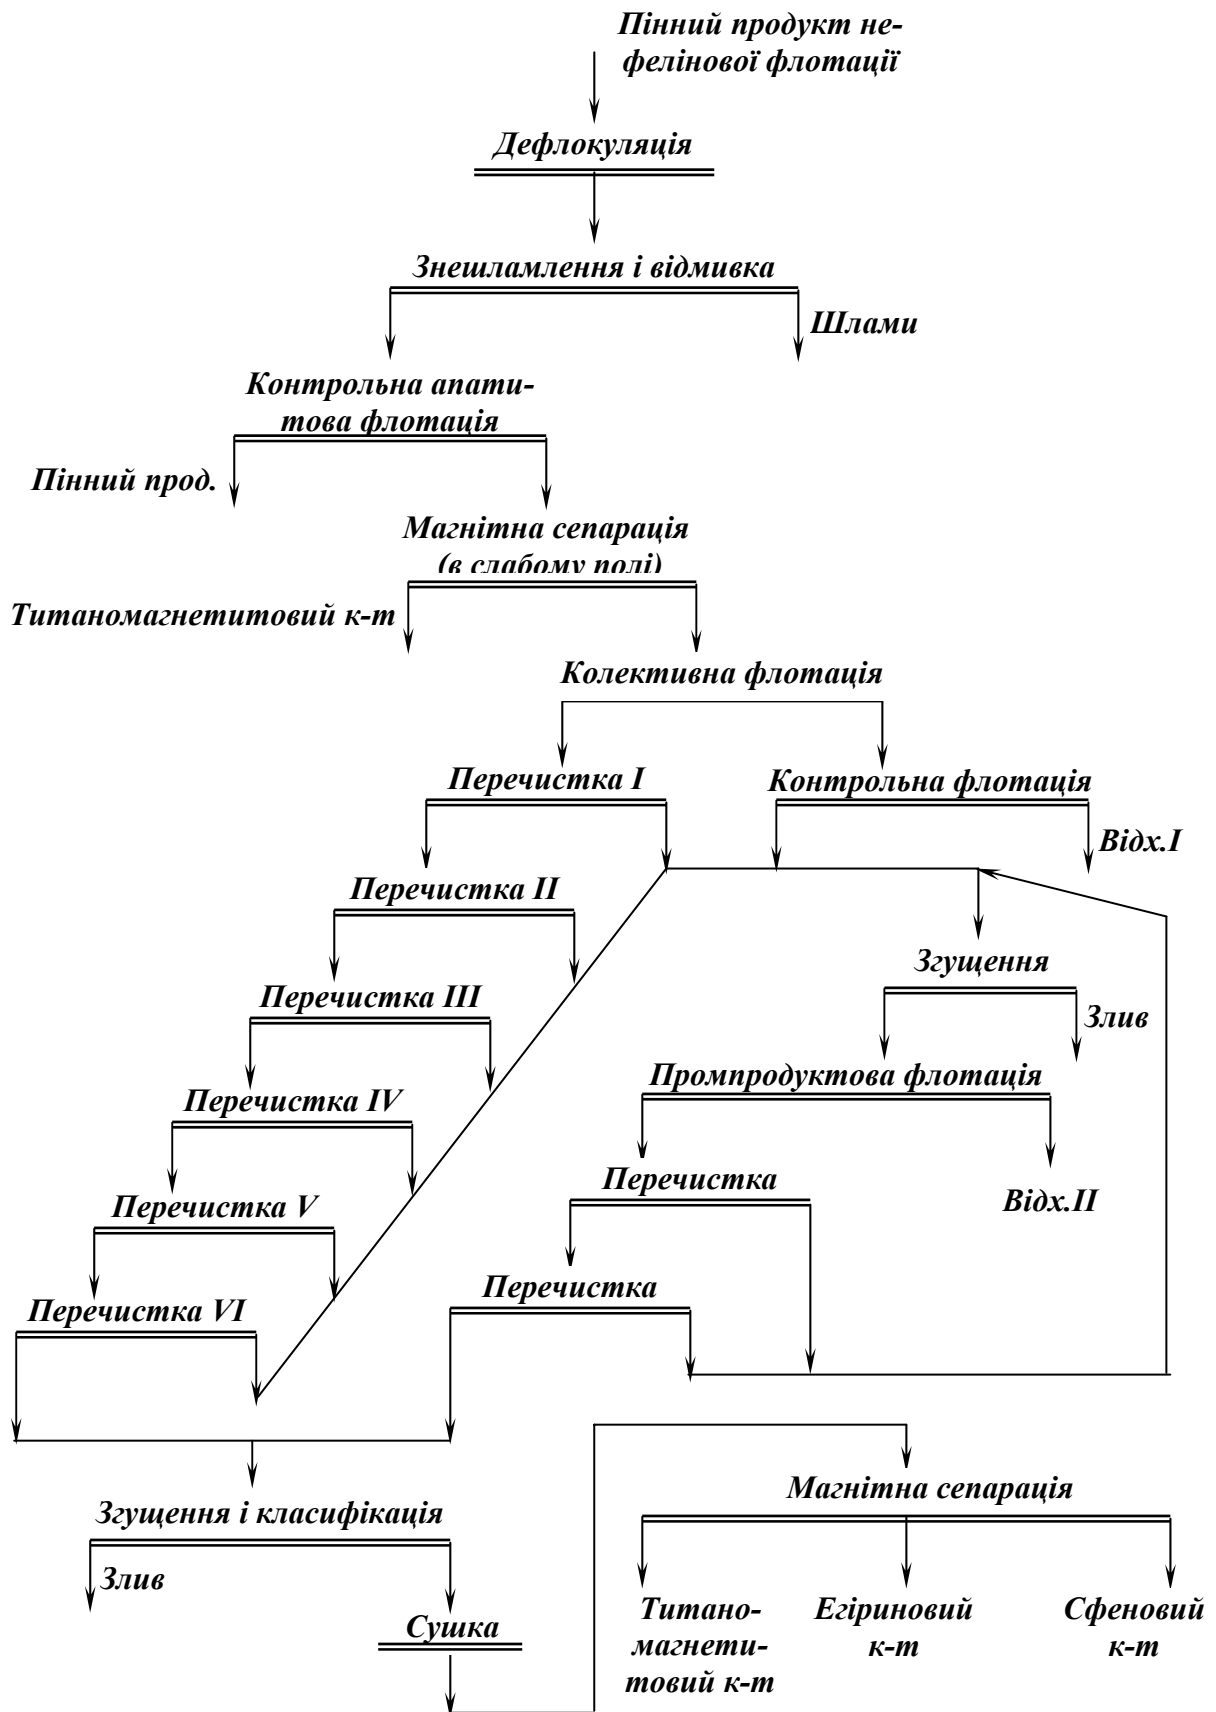 Пінний продукт не-
фелінової флотації
Дефлокуляція
Знешламлення і відмивка
Шлами
Контрольна апати-
това флотація
Пінний прод.
Магнітна сепарація
(в слабому полі)
Титаномагнетитовий к-т
Колективна флотація
Перечистка I
Контрольна флотація
Відх.I
Перечистка II
Згущення
Перечистка III
Злив
Промпродуктова флотація
Перечистка IV
Перечистка
Відх.II
Перечистка V
Перечистка
Перечистка VI
Магнітна сепарація
Згущення і класифікація
Злив
Сушка
Титано-
магнети-
товий к-т
Егіриновий
к-т
Сфеновий
к-т